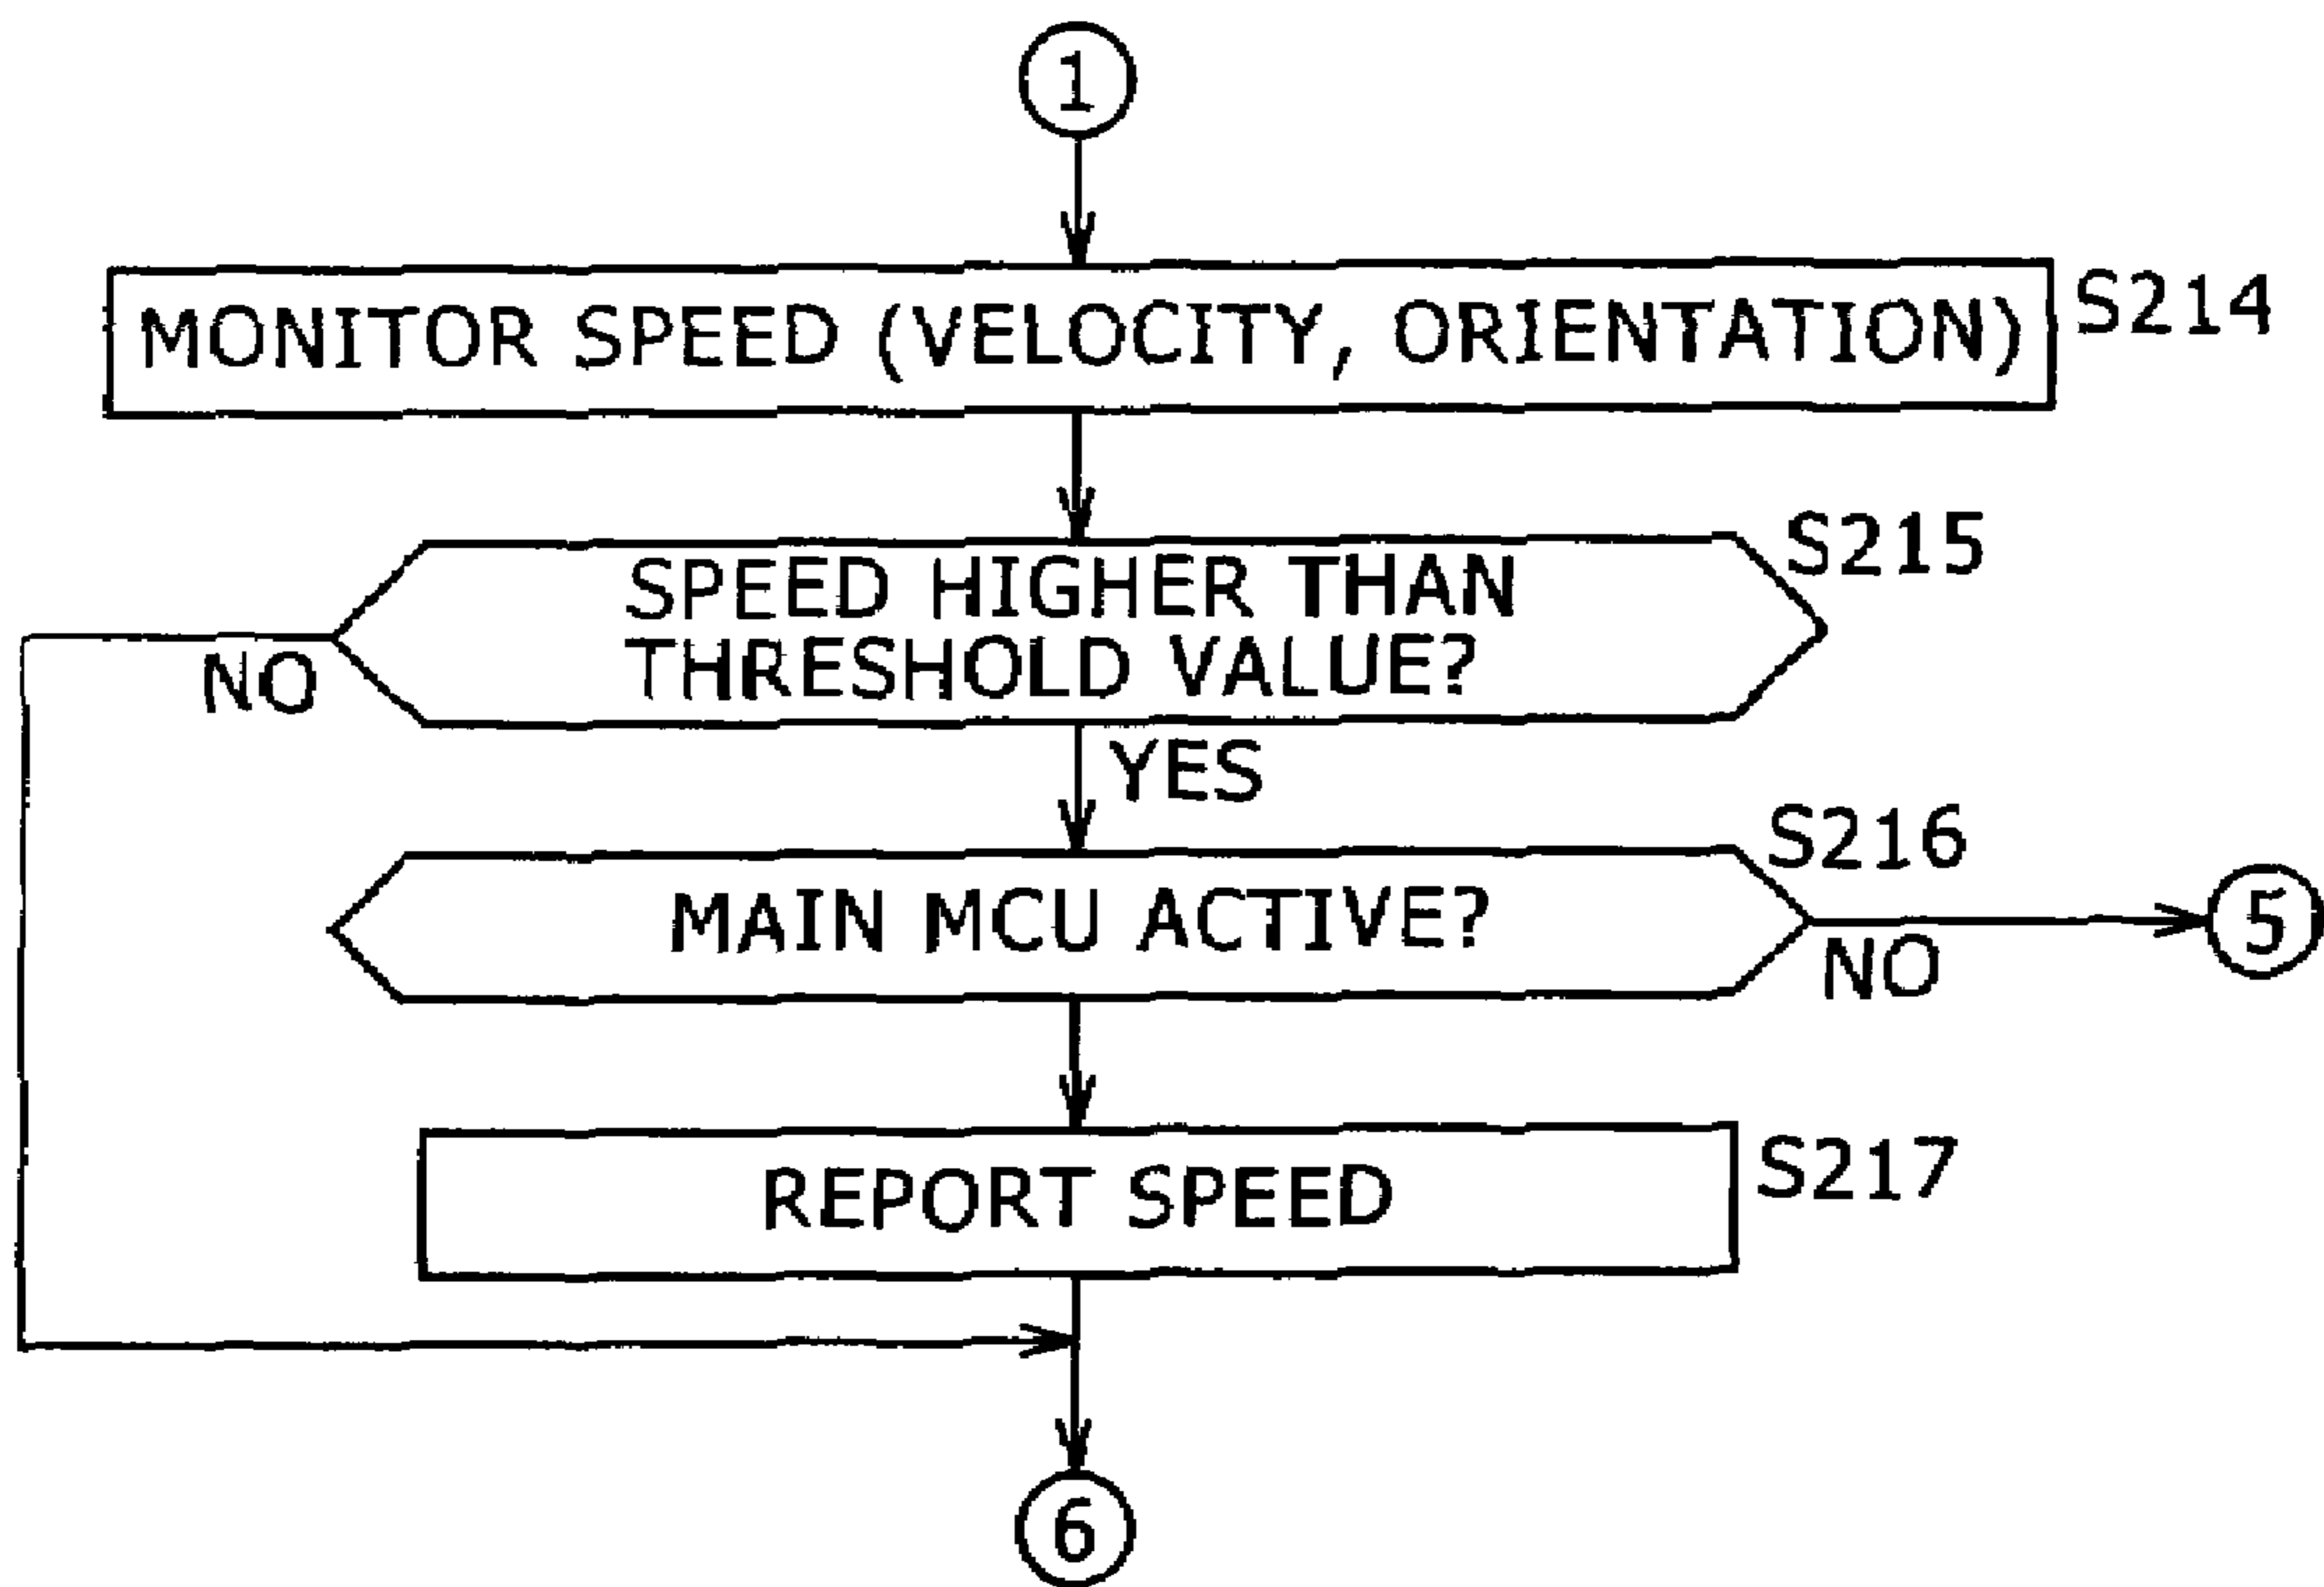 1
MONITOR SPEED (VELOCITY, ORIENTATION)
S214
SPEED HIGHER THAN
THRESHOLD VALUE?
S215
NO
YES
MAIN MCU ACTIVE?
S216
NO
5
REPORT SPEED
S217
6